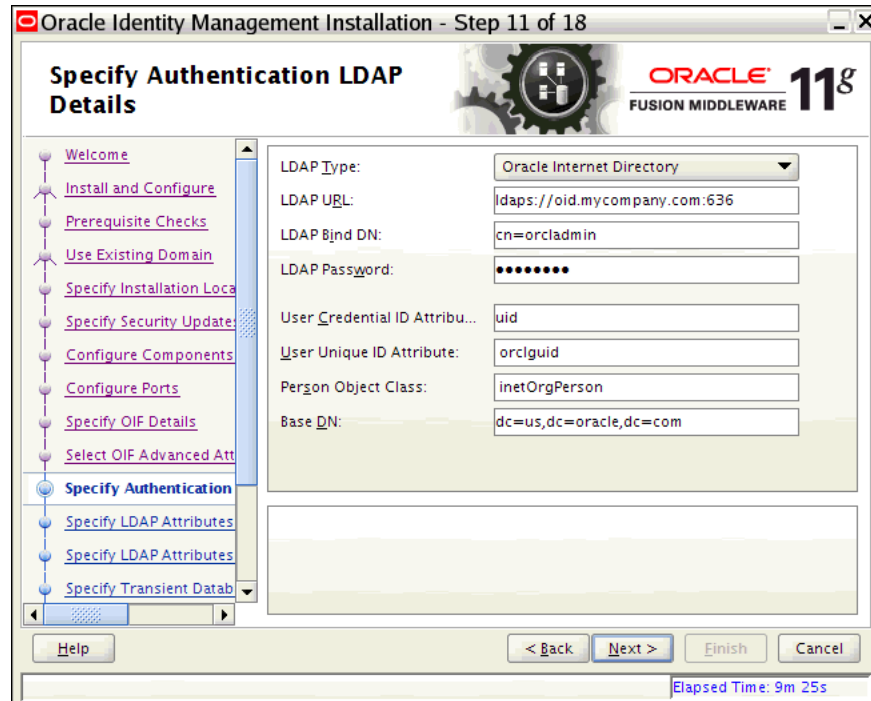 Oracle Identity Management Installation - Step 11 of 18
Specify Authentication LDAP
Details
ORACLE
FUSION MIDDLEWARE
11g
Welcome
Install and Configure
Prerequisite Checks
Use Existing Domain
Specify Installation Loca
Specify Security Updates
Configure Components
Configure Ports
Specify OIF Details
Select OIF Advanced Att
Specify Authentication
Specify LDAP Attributes
Specify LDAP Attributes
Specify Transient Datab
LDAP Type: Oracle Internet Directory
LDAP URL: ldaps://oid.mycompany.com:636
LDAP Bind DN: cn=orcladmin
LDAP Password: ●●●●●●●●
User Credential ID Attribu... uid
User Unique ID Attribute: orclguid
Person Object Class: inetOrgPerson
Base DN: dc=us,dc=oracle,dc=com
Help
< Back
Next >
Finish
Cancel
Elapsed Time: 9m 25s